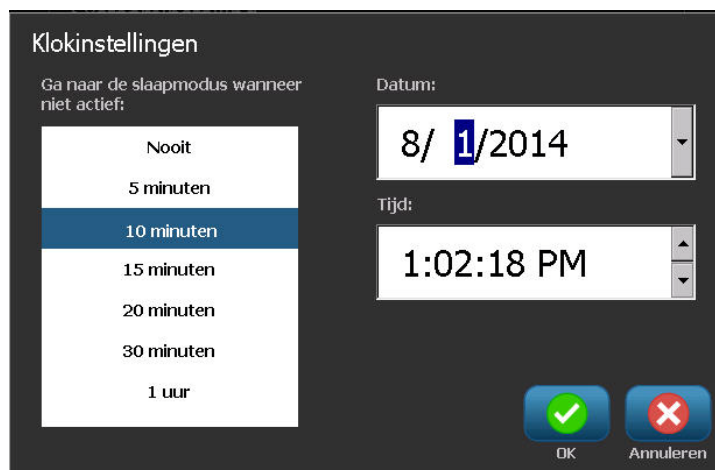 Klokinstellingen
Ga naar de slaapmodus wanneer
niet actief:
Nooit
5 minuten
10 minuten
15 minuten
20 minuten
30 minuten
1 uur
Datum:
8/ 1/2014
Tijd:
1:02:18 PM
OK
Annuleren